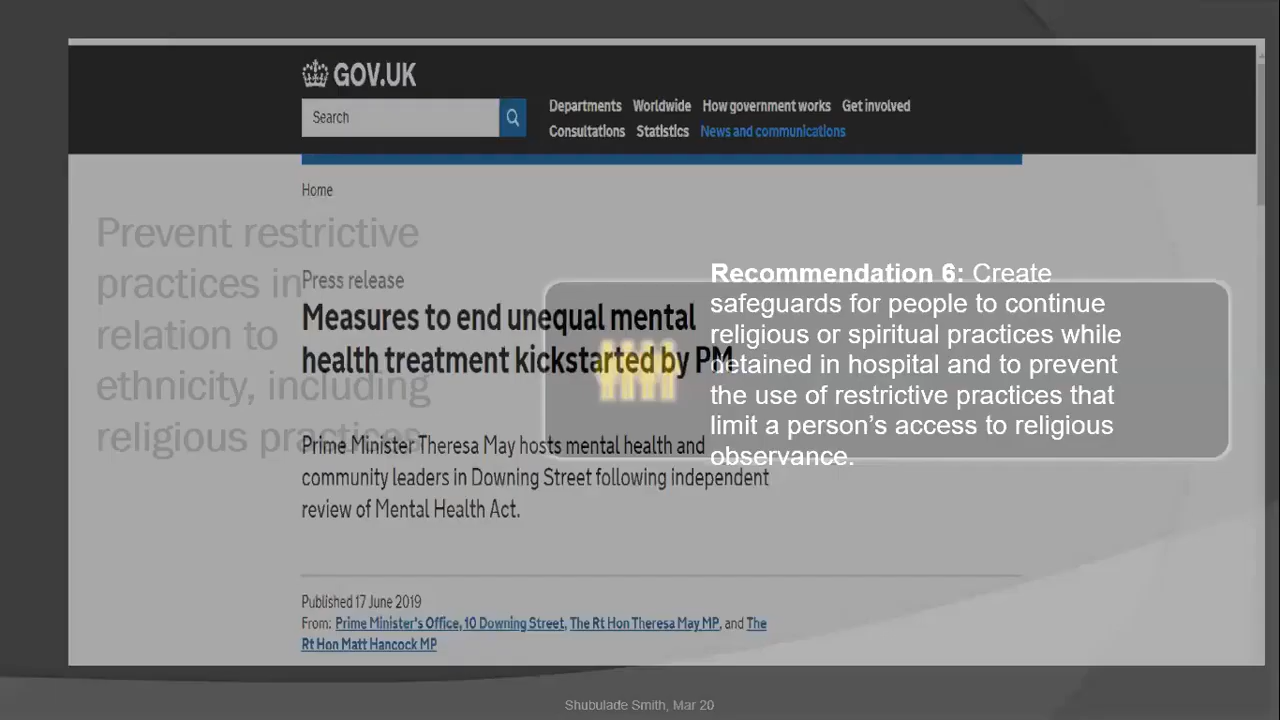 GOV.UK
Search
Departments Worldwide How government works Get involved
Consultations Statistics News and communications
Home
Prevent restrictive
practices in
relation to
ethnicity, including
religious practices
Press release
Measures to end unequal mental
health treatment kickstarted by PM
Prime Minister Theresa May hosts mental health and
community leaders in Downing Street following independent
review of Mental Health Act.
Recommendation 6: Create
safeguards for people to continue
religious or spiritual practices while
detained in hospital and to prevent
the use of restrictive practices that
limit a person’s access to religious
observance.
Published 17 June 2019
From: Prime Minister's Office, 10 Downing Street, The Rt Hon Theresa May MP, and The
Rt Hon Matt Hancock MP
Shubulade Smith, Mar 20